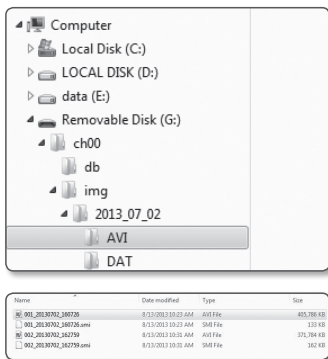 Computer
Local Disk (C:)
LOCAL DISK (D:)
data (E:)
Removable Disk (G:)
ch00
db
img
2013_07_02
AVI
DAT
Name Date modified Type Size
001_20130702_160726 8/13/2013 10:23 AM AVI File 405,786 KB
001_20130702_160726.smi 8/13/2013 10:23 AM SMI File 133 KB
002_20130702_162759 8/13/2013 10:31 AM AVI File 371,784 KB
002_20130702_162759.smi 8/13/2013 10:31 AM SMI File 162 KB